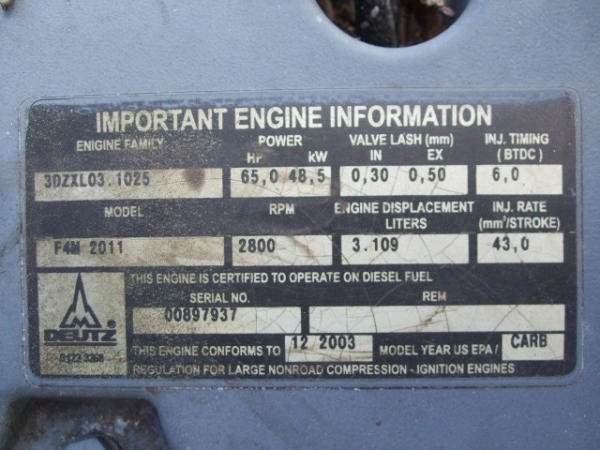 IMPORTANT ENGINE INFORMATION
ENGINE FAMILY POWER VALVE LASH (mm) INJ. TIMING
HP kW IN EX (BTDC)
3DZXL03.1025 65,0 48,5 0,30 0,50 6,0
MODEL RPM ENGINE DISPLACEMENT INJ. RATE
LITERS (mm³/STROKE)
F4M 2011 2800 3.109 43,0
THIS ENGINE IS CERTIFIED TO OPERATE ON DIESEL FUEL
SERIAL NO. REM
00897937
DEUTZ
0422 3268
THIS ENGINE CONFORMS TO 12 2003 MODEL YEAR US EPA / CARB
REGULATION FOR LARGE NONROAD COMPRESSION - IGNITION ENGINES